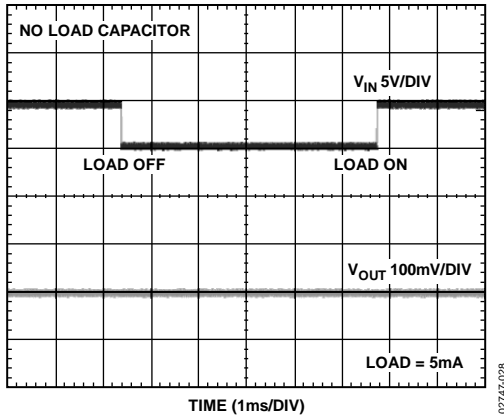 NO LOAD CAPACITOR
VIN 5V/DIV
LOAD OFF
LOAD ON
VOUT 100mV/DIV
LOAD = 5mA
TIME (1ms/DIV)
02747-028